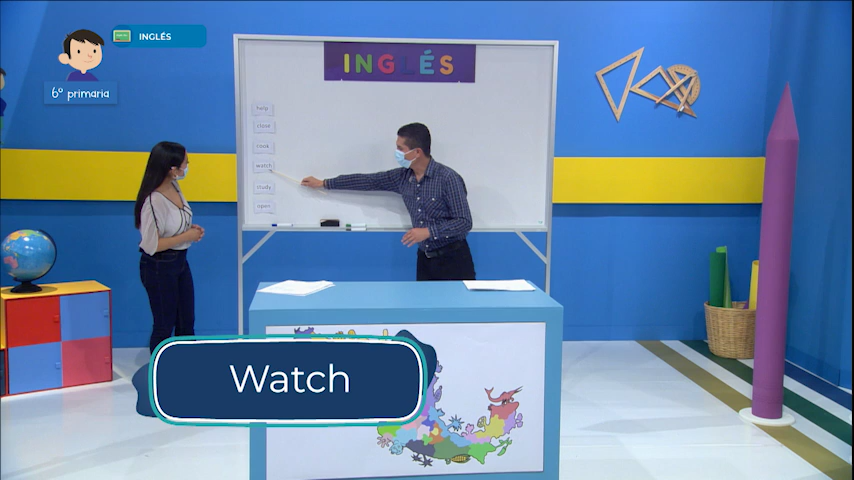 INGLÉS
6º primaria
INGLÉS
help
close
cook
watch
study
open
Watch